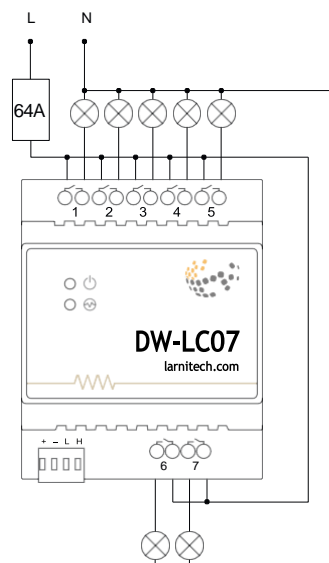 L N
64A
1 2 3 4 5
DW-LC07
larnitech.com
+ – L H
6 7